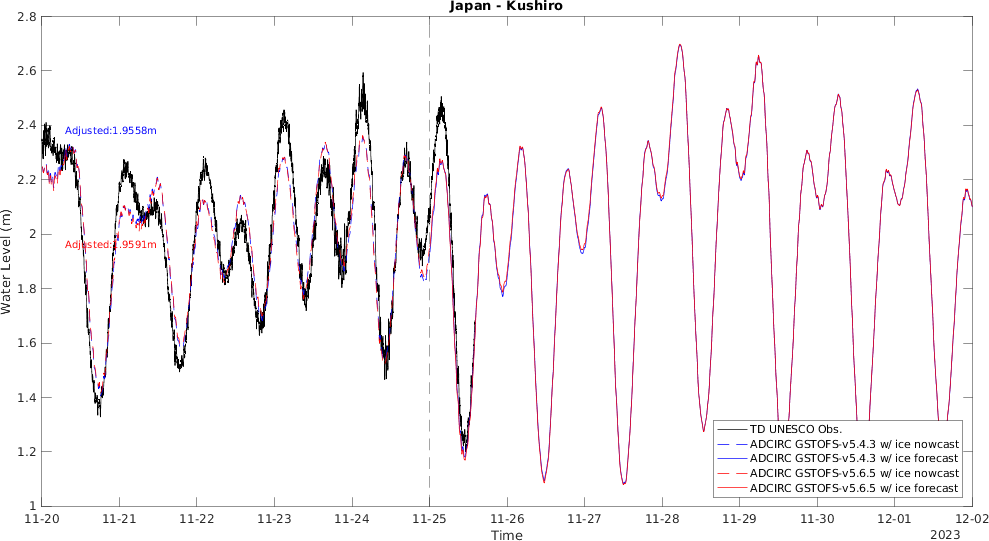 Japan - Kushiro
Water Level (m)
2.8
2.6
2.4
2.2
2
1.8
1.6
1.4
1.2
1
Adjusted:1.9558m
Adjusted:1.9591m
TD UNESCO Obs.
ADCIRC GSTOFS-v5.4.3 w/ ice nowcast
ADCIRC GSTOFS-v5.4.3 w/ ice forecast
ADCIRC GSTOFS-v5.6.5 w/ ice nowcast
ADCIRC GSTOFS-v5.6.5 w/ ice forecast
11-20 11-21 11-22 11-23 11-24 11-25 11-26 11-27 11-28 11-29 11-30 12-01 12-02
Time
2023